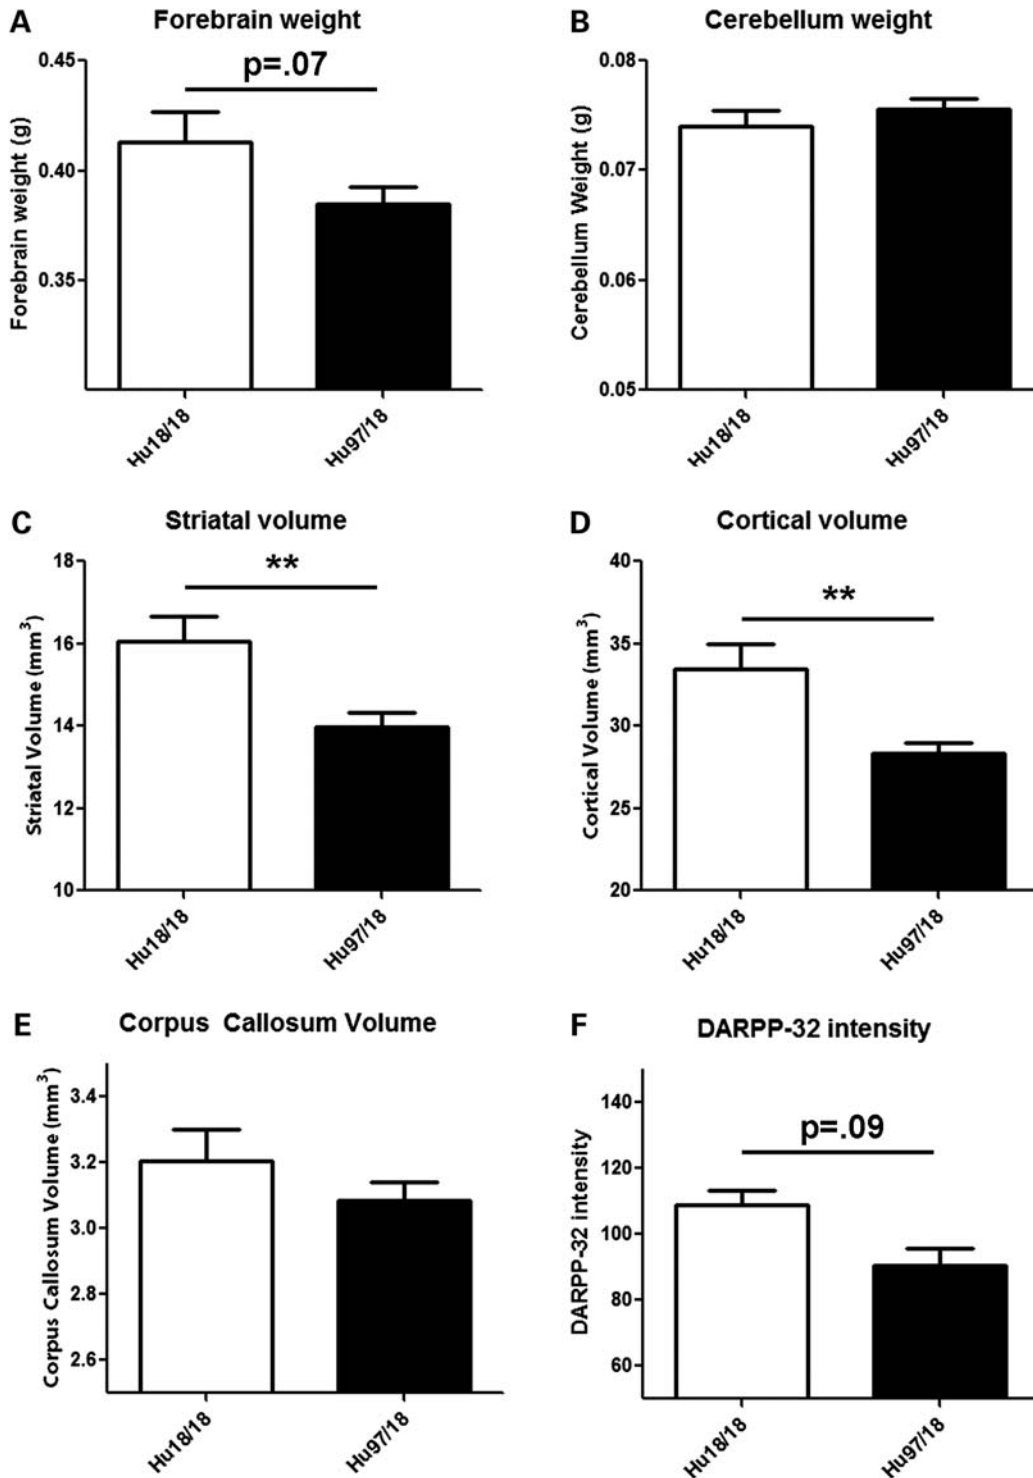 A Forebrain weight
Forebrain weight (g)
0.45
0.40
0.35
p=.07
Hu18/18
Hu97/18
B Cerebellum weight
Cerebellum Weight (g)
0.08
0.07
0.06
0.05
Hu18/18
Hu97/18
C Striatal volume
Striatal Volume (mm³)
18
16
14
12
10
**
Hu18/18
Hu97/18
D Cortical volume
Cortical Volume (mm³)
40
35
30
25
20
**
Hu18/18
Hu97/18
E Corpus Callosum Volume
Corpus Callosum Volume (mm³)
3.4
3.2
3.0
2.8
2.6
Hu18/18
Hu97/18
F DARPP-32 intensity
DARPP-32 intensity
140
120
100
80
60
p=.09
Hu18/18
Hu97/18